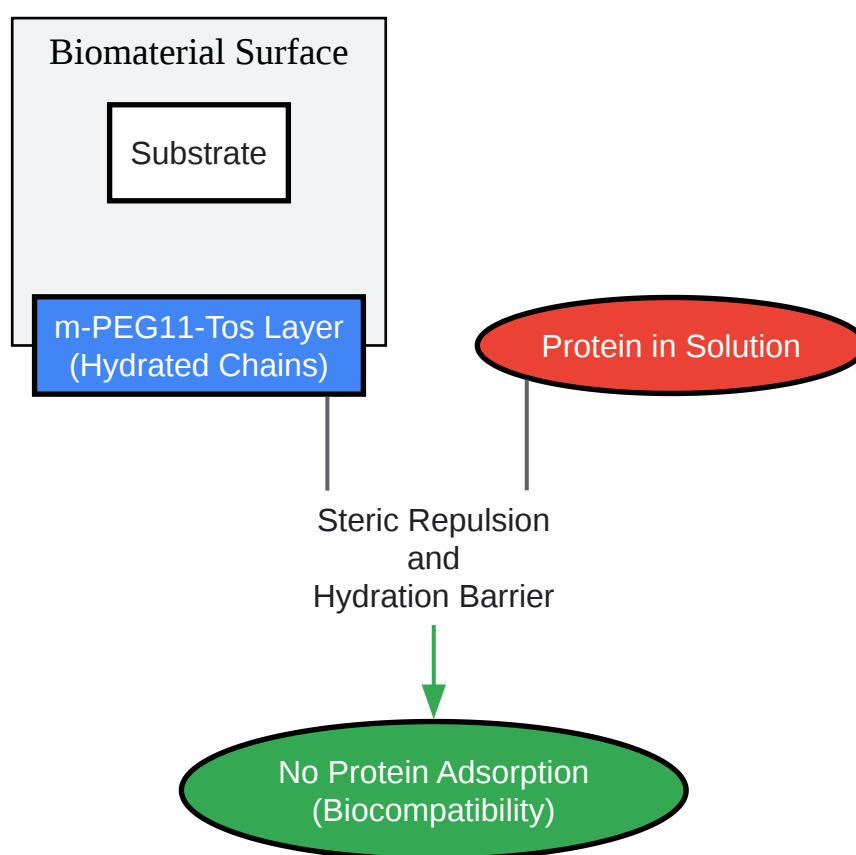 Biomaterial Surface
Substrate
m-PEG11-Tos Layer
(Hydrated Chains)
Protein in Solution
Steric Repulsion
and
Hydration Barrier
No Protein Adsorption
(Biocompatibility)